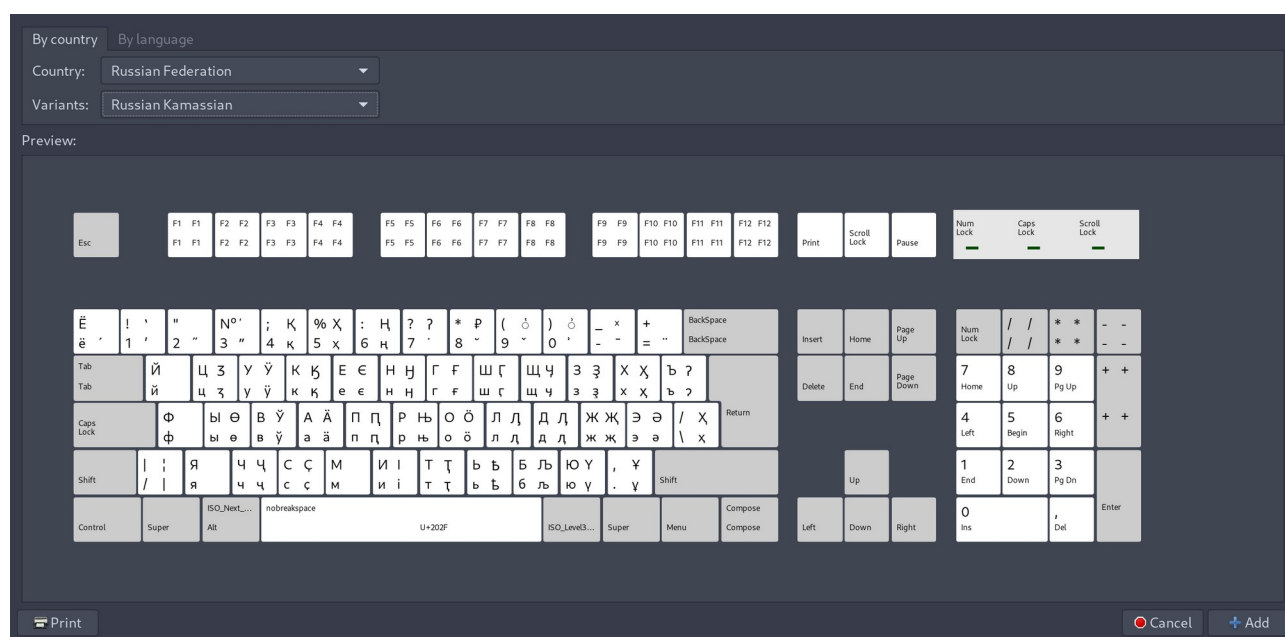 By country By language
Country: Russian Federation
Variants: Russian Kamassian
Preview:
F1 F1 F2 F2 F3 F3 F4 F4 F5 F5 F6 F6 F7 F7 F8 F8 F9 F9 F10 F10 F11 F11 F12 F12 Num Lock Caps Lock Scroll Lock
Esc F1 F1 F2 F2 F3 F3 F4 F4 F5 F5 F6 F6 F7 F7 F8 F8 F9 F9 F10 F10 F11 F11 F12 F12 Print Scroll Lock Pause
Ё ! " № ; Қ % Ҳ : Ң ? * ₽ ( ) _ + BackSpace / / * * - -
ё 1 2 3 4 қ 5 ҳ 6 ң 7 8 9 0 - = BackSpace Insert Home Page Up Num Lock / / * * - -
Tab Й Ц У Ӱ К Ӄ Е Є Н Ӈ Г Ғ Ш Щ Ч З Х Ҳ Ъ 7 8 9 + +
Tab й ц у ӱ к ӄ е є н ӈ г ғ ш щ ч з х ҳ ъ Delete End Page Down Home Up Pg Up
Ф Ы Ө В Ў А Ӓ П Р Њ О Ӧ Л Д Ж Җ Э Ә / Ҳ Return 4 5 6 + +
Caps Lock ф ы ө в ў а ӓ п р њ о ӧ л д ж җ э ә \ ҳ Left Begin Right
| ¦ Я Ч С Ҫ М И І Т Ь Ѣ Б Љ Ю Ү , ¥ 1 2 3
Shift / | я ч с ҫ м и і т ь ѣ б љ ю ү . Shift Up End Down Pg Dn
ISO_Next_... nobreakspace Compose 0 ,
Control Super Alt U+202F ISO_Level3... Super Menu Compose Left Down Right Ins Del Enter
Print Cancel Add